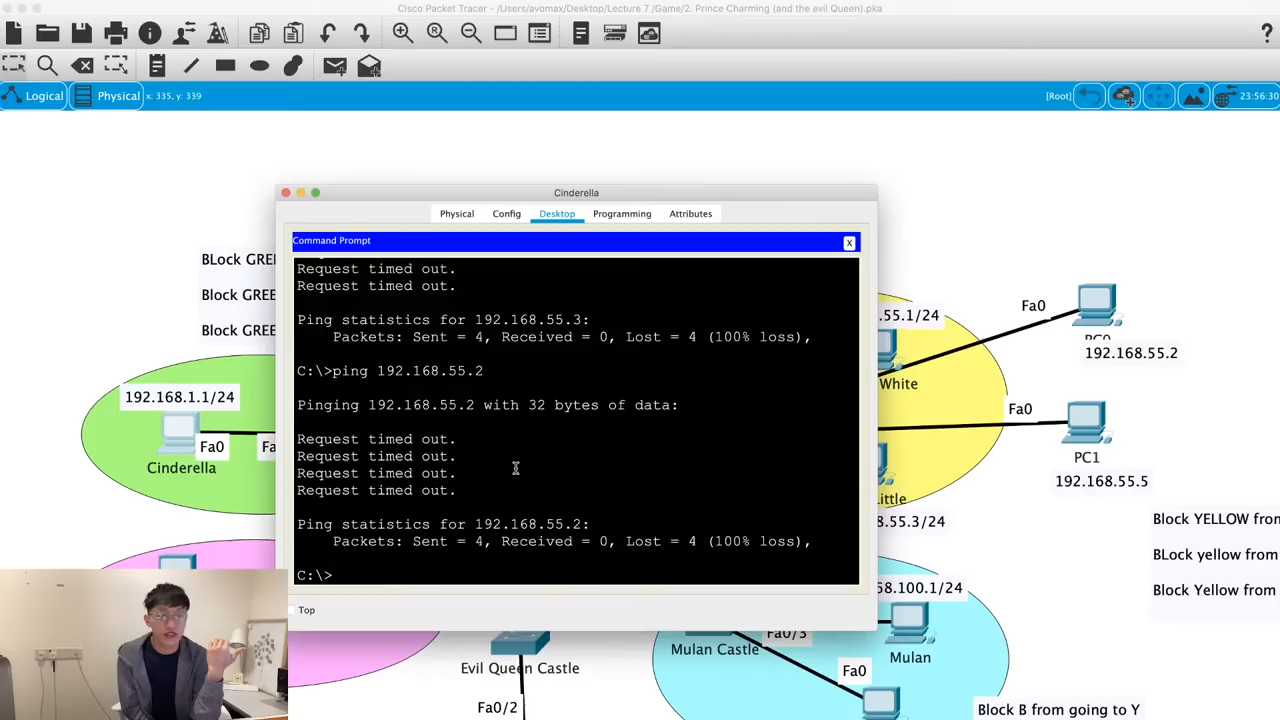 Cisco Packet Tracer - /Users/avomax/Desktop/Lecture 7 /Game/2. Prince Charming (and the evil Queen).pka
?
Logical
Physical
x: 335, y: 339
[Root]
23:56:30
Cinderella
Physical
Config
Desktop
Programming
Attributes
Command Prompt
X
Request timed out.
Request timed out.
Ping statistics for 192.168.55.3:
Packets: Sent = 4, Received = 0, Lost = 4 (100% loss),
C:\>ping 192.168.55.2
Pinging 192.168.55.2 with 32 bytes of data:
Request timed out.
Request timed out.
Request timed out.
Request timed out.
Ping statistics for 192.168.55.2:
Packets: Sent = 4, Received = 0, Lost = 4 (100% loss),
C:\>
Top
BLock GREE
Block GREE
Block GREE
192.168.1.1/24
Fa0
Fa
Cinderella
.55.1/24
White
Fa0
192.168.55.2
Fa0
PC1
192.168.55.5
ittle
8.55.3/24
Block YELLOW from
BLock yellow from
Block Yellow from
68.100.1/24
Fa0/3
Mulan Castle
Mulan
Fa0
Evil Queen Castle
Fa0/2
Block B from going to Y